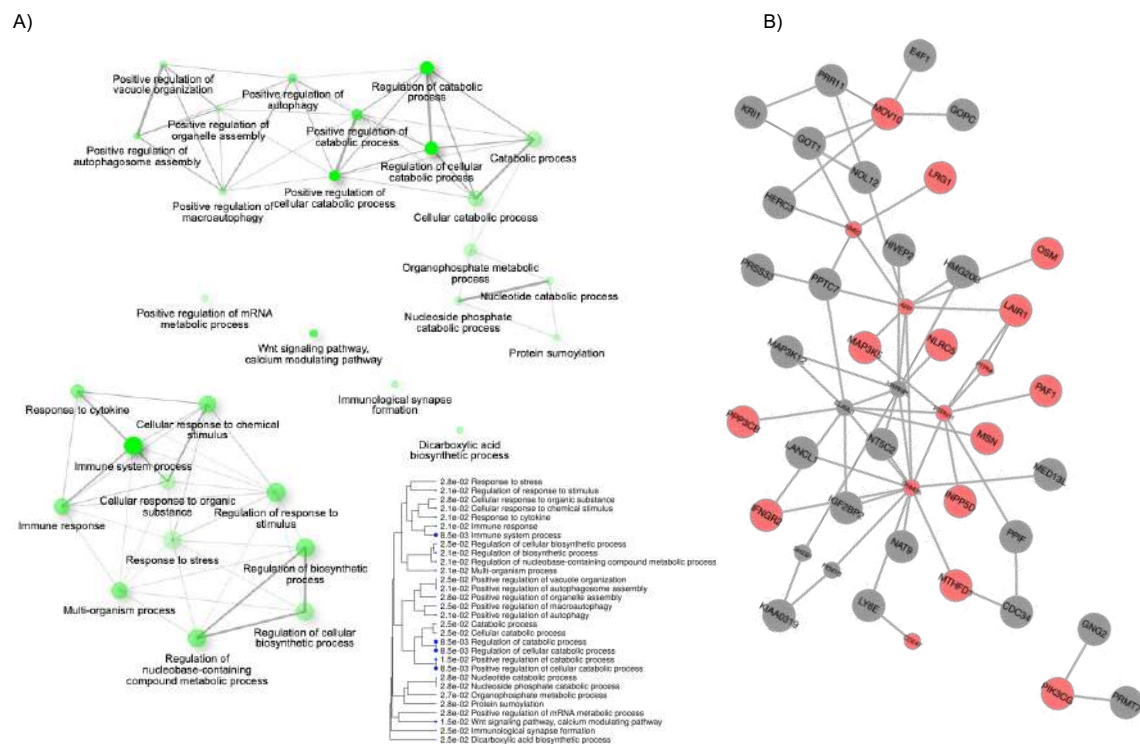 A)
B)
Positive regulation of
vacuole organization
Positive regulation of
autophagy
Regulation of catabolic
process
Positive regulation of
organelle assembly
Positive regulation of
catabolic process
Catabolic process
Positive regulation of
autophagosome assembly
Regulation of cellular
catabolic process
Positive regulation of
macroautophagy
Positive regulation of
cellular catabolic process
Cellular catabolic process
Organophosphate metabolic
process
Nucleotide catabolic process
Positive regulation of mRNA
metabolic process
Nucleoside phosphate
catabolic process
Wnt signaling pathway,
calcium modulating pathway
Protein sumoylation
Immunological synapse
formation
Response to cytokine
Cellular response to chemical
stimulus
Dicarboxylic acid
biosynthetic process
Immune system process
Cellular response to organic
substance
Regulation of response to
stimulus
Immune response
Response to stress
Regulation of biosynthetic
process
Multi-organism process
Regulation of cellular
biosynthetic process
Regulation of
nucleobase-containing
compound metabolic process
2.8e-02 Response to stress
2.1e-02 Regulation of response to stimulus
2.8e-02 Cellular response to organic substance
2.1e-02 Cellular response to chemical stimulus
2.1e-02 Response to cytokine
2.1e-02 Immune response
8.5e-03 Immune system process
2.5e-02 Regulation of cellular biosynthetic process
2.1e-02 Regulation of biosynthetic process
2.1e-02 Regulation of nucleobase-containing compound metabolic process
2.1e-02 Multi-organism process
2.5e-02 Positive regulation of vacuole organization
2.1e-02 Positive regulation of autophagosome assembly
2.8e-02 Positive regulation of organelle assembly
2.5e-02 Positive regulation of macroautophagy
2.1e-02 Positive regulation of autophagy
2.5e-02 Catabolic process
2.5e-02 Cellular catabolic process
8.5e-03 Regulation of catabolic process
8.5e-03 Regulation of cellular catabolic process
1.5e-02 Positive regulation of catabolic process
8.5e-03 Positive regulation of cellular catabolic process
2.8e-02 Nucleotide catabolic process
2.8e-02 Nucleoside phosphate catabolic process
2.7e-02 Organophosphate metabolic process
2.8e-02 Protein sumoylation
2.8e-02 Positive regulation of mRNA metabolic process
1.5e-02 Wnt signaling pathway, calcium modulating pathway
2.5e-02 Immunological synapse formation
2.5e-02 Dicarboxylic acid biosynthetic process
E4F1
PRR11
MOV10
GOPC
KRI1
GOT1
NOL12
LRG1
HERC3
HIVEP2
OSM
HMG20B
PRSS33
PPTC7
LAIR1
MAP3K5
NLRC5
MAP3K12
PAF1
PPP3CB
MSN
NT5C2
LANCL1
MED13L
IGF2BP2
INPP5D
IFNGR2
PPIF
NAT9
MTHFD1
LY6E
KIAA0319
CDC34
GNG2
PIK3CG
PRMT7